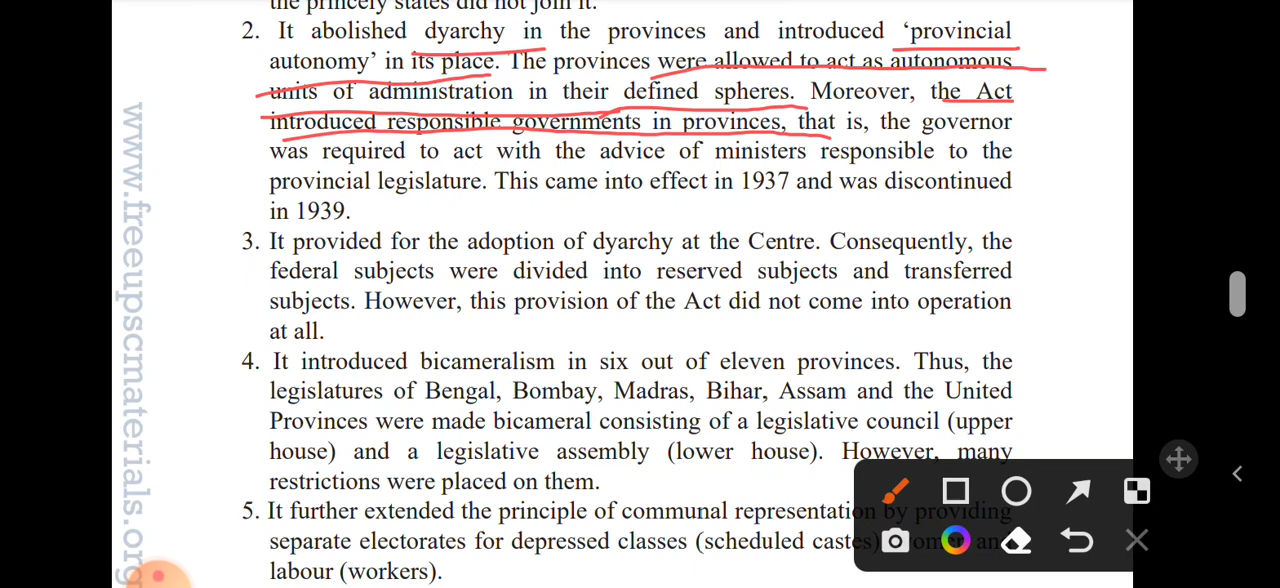 the princely states did not join it.
2. It abolished dyarchy in the provinces and introduced ‘provincial
autonomy’ in its place. The provinces were allowed to act as autonomous
units of administration in their defined spheres. Moreover, the Act
introduced responsible governments in provinces, that is, the governor
was required to act with the advice of ministers responsible to the
provincial legislature. This came into effect in 1937 and was discontinued
in 1939.
3. It provided for the adoption of dyarchy at the Centre. Consequently, the
federal subjects were divided into reserved subjects and transferred
subjects. However, this provision of the Act did not come into operation
at all.
4. It introduced bicameralism in six out of eleven provinces. Thus, the
legislatures of Bengal, Bombay, Madras, Bihar, Assam and the United
Provinces were made bicameral consisting of a legislative council (upper
house) and a legislative assembly (lower house). However, many
restrictions were placed on them.
5. It further extended the principle of communal representation by providing
separate electorates for depressed classes (scheduled castes)
labour (workers).
www.freeupscmaterials.org